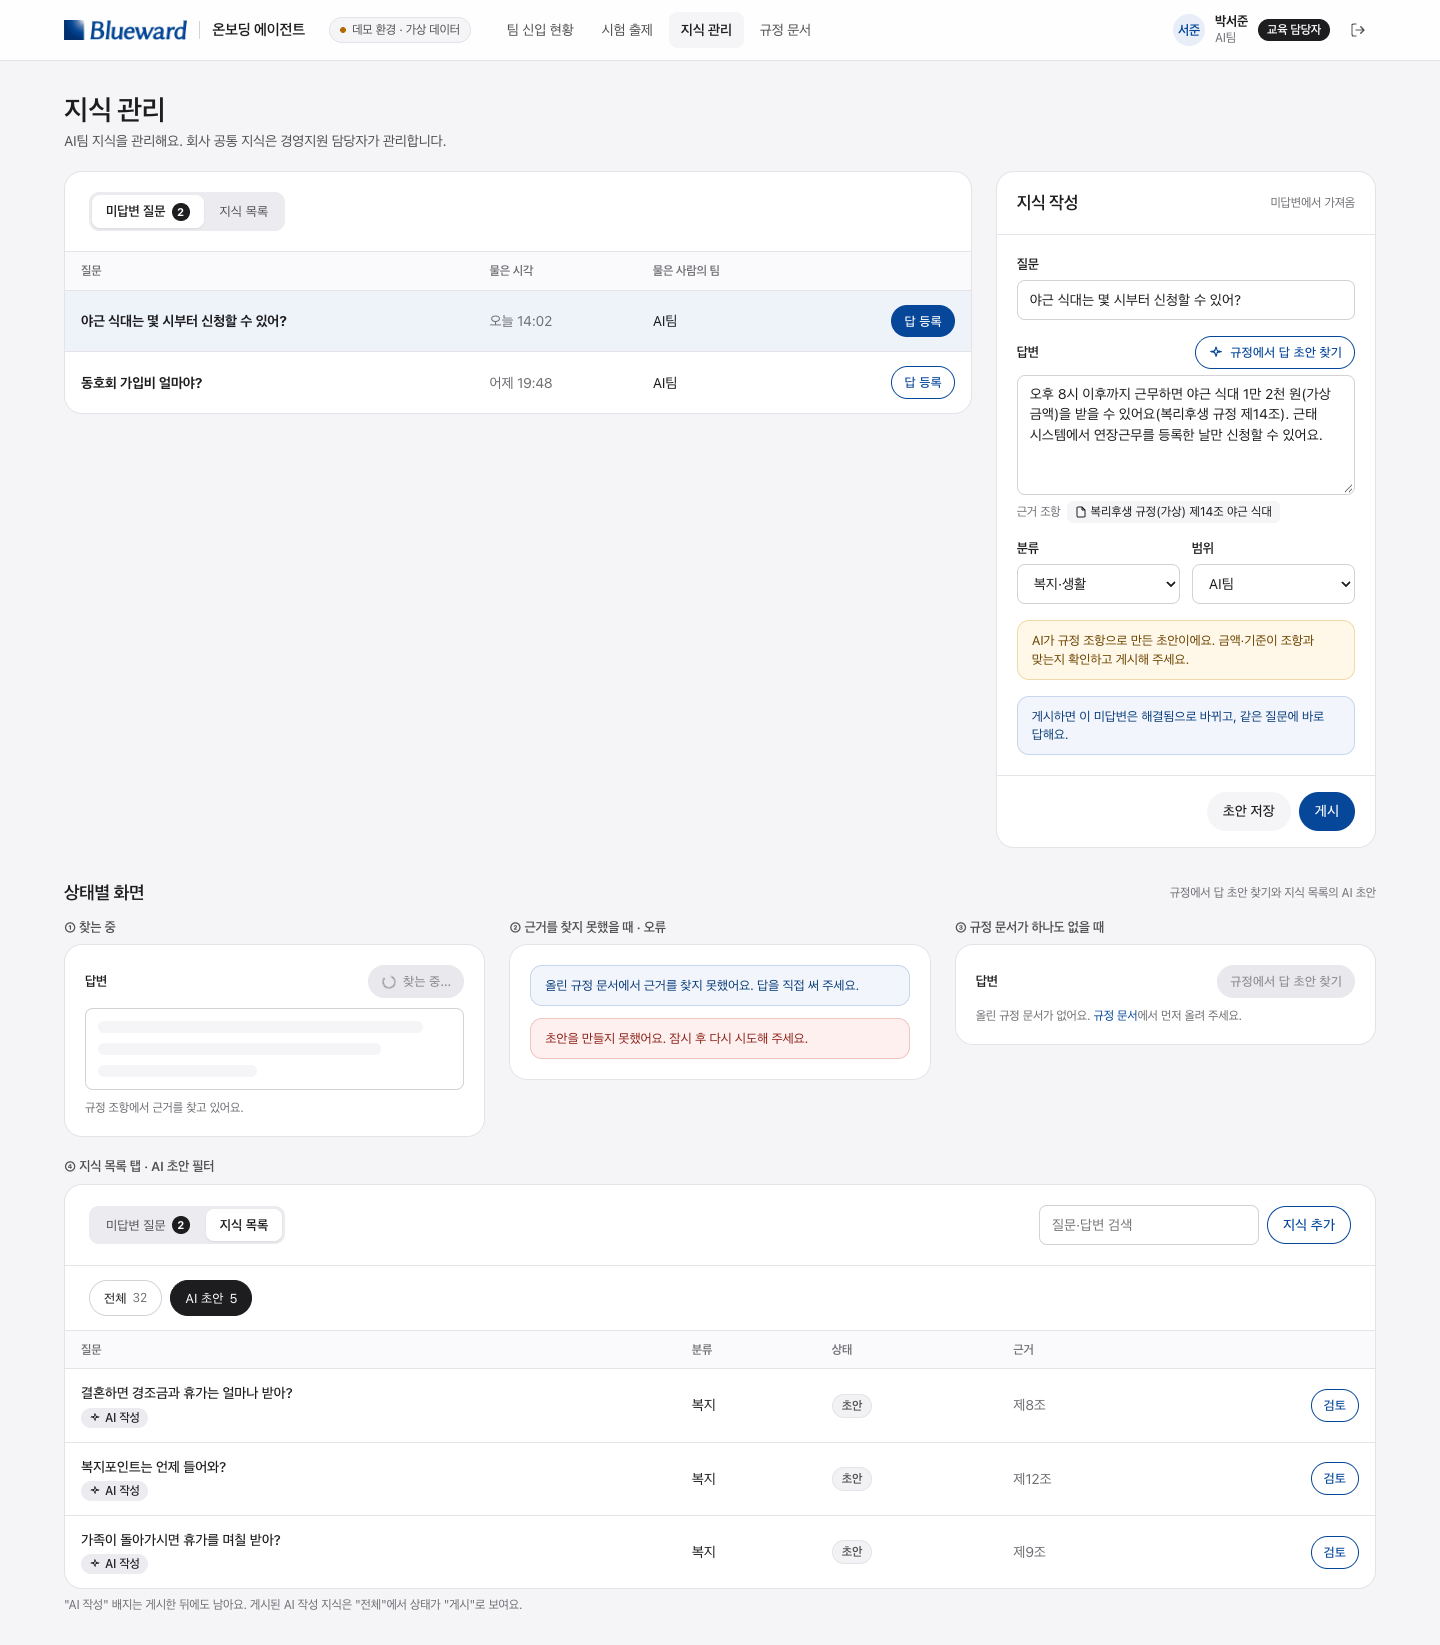 Blueward
온보딩 에이전트
데모 환경 · 가상 데이터
팀 신입 현황
시험 출제
지식 관리
규정 문서
서준
박서준
AI팀
교육 담당자
지식 관리
AI팀 지식을 관리해요. 회사 공통 지식은 경영지원 담당자가 관리합니다.
미답변 질문 2
지식 목록
질문
물은 시각
물은 사람의 팀
야근 식대는 몇 시부터 신청할 수 있어?
오늘 14:02
AI팀
답 등록
동호회 가입비 얼마야?
어제 19:48
AI팀
답 등록
지식 작성
미답변에서 가져옴
질문
야근 식대는 몇 시부터 신청할 수 있어?
답변
규정에서 답 초안 찾기
오후 8시 이후까지 근무하면 야근 식대 1만 2천 원(가상
금액)을 받을 수 있어요(복리후생 규정 제14조). 근태
시스템에서 연장근무를 등록한 날만 신청할 수 있어요.
근거 조항
복리후생 규정(가상) 제14조 야근 식대
분류
범위
복지·생활
AI팀
AI가 규정 조항으로 만든 초안이에요. 금액·기준이 조항과
맞는지 확인하고 게시해 주세요.
게시하면 이 미답변은 해결됨으로 바뀌고, 같은 질문에 바로
답해요.
초안 저장
게시
상태별 화면
규정에서 답 초안 찾기와 지식 목록의 AI 초안
① 찾는 중
답변
찾는 중…
규정 조항에서 근거를 찾고 있어요.
② 근거를 찾지 못했을 때 · 오류
올린 규정 문서에서 근거를 찾지 못했어요. 답을 직접 써 주세요.
초안을 만들지 못했어요. 잠시 후 다시 시도해 주세요.
③ 규정 문서가 하나도 없을 때
답변
규정에서 답 초안 찾기
올린 규정 문서가 없어요. 규정 문서에서 먼저 올려 주세요.
④ 지식 목록 탭 · AI 초안 필터
미답변 질문 2
지식 목록
질문·답변 검색
지식 추가
전체 32
AI 초안 5
질문
분류
상태
근거
결혼하면 경조금과 휴가는 얼마나 받아?
AI 작성
복지
초안
제8조
검토
복지포인트는 언제 들어와?
AI 작성
복지
초안
제12조
검토
가족이 돌아가시면 휴가를 며칠 받아?
AI 작성
복지
초안
제9조
검토
"AI 작성" 배지는 게시한 뒤에도 남아요. 게시된 AI 작성 지식은 "전체"에서 상태가 "게시"로 보여요.